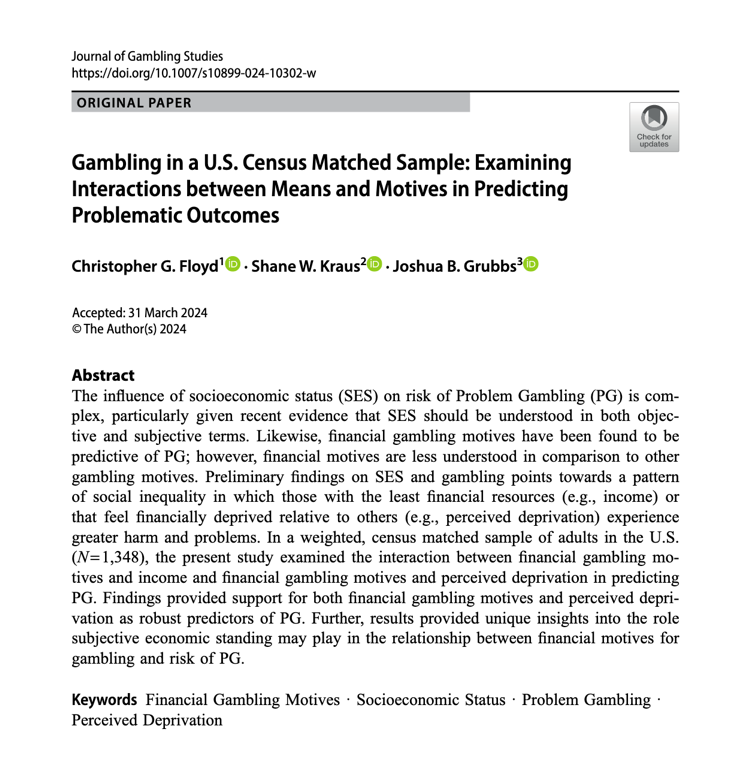 Journal of Gambling Studies
https://doi.org/10.1007/s10899-024-10302-w
ORIGINAL PAPER
Check for
updates
Gambling in a U.S. Census Matched Sample: Examining
Interactions between Means and Motives in Predicting
Problematic Outcomes
Christopher G. Floyd1 iD · Shane W. Kraus2 iD · Joshua B. Grubbs3 iD
Accepted: 31 March 2024
© The Author(s) 2024
Abstract
The influence of socioeconomic status (SES) on risk of Problem Gambling (PG) is com-
plex, particularly given recent evidence that SES should be understood in both objec-
tive and subjective terms. Likewise, financial gambling motives have been found to be
predictive of PG; however, financial motives are less understood in comparison to other
gambling motives. Preliminary findings on SES and gambling points towards a pattern
of social inequality in which those with the least financial resources (e.g., income) or
that feel financially deprived relative to others (e.g., perceived deprivation) experience
greater harm and problems. In a weighted, census matched sample of adults in the U.S.
(N=1,348), the present study examined the interaction between financial gambling mo-
tives and income and financial gambling motives and perceived deprivation in predicting
PG. Findings provided support for both financial gambling motives and perceived depri-
vation as robust predictors of PG. Further, results provided unique insights into the role
subjective economic standing may play in the relationship between financial motives for
gambling and risk of PG.
Keywords Financial Gambling Motives · Socioeconomic Status · Problem Gambling ·
Perceived Deprivation